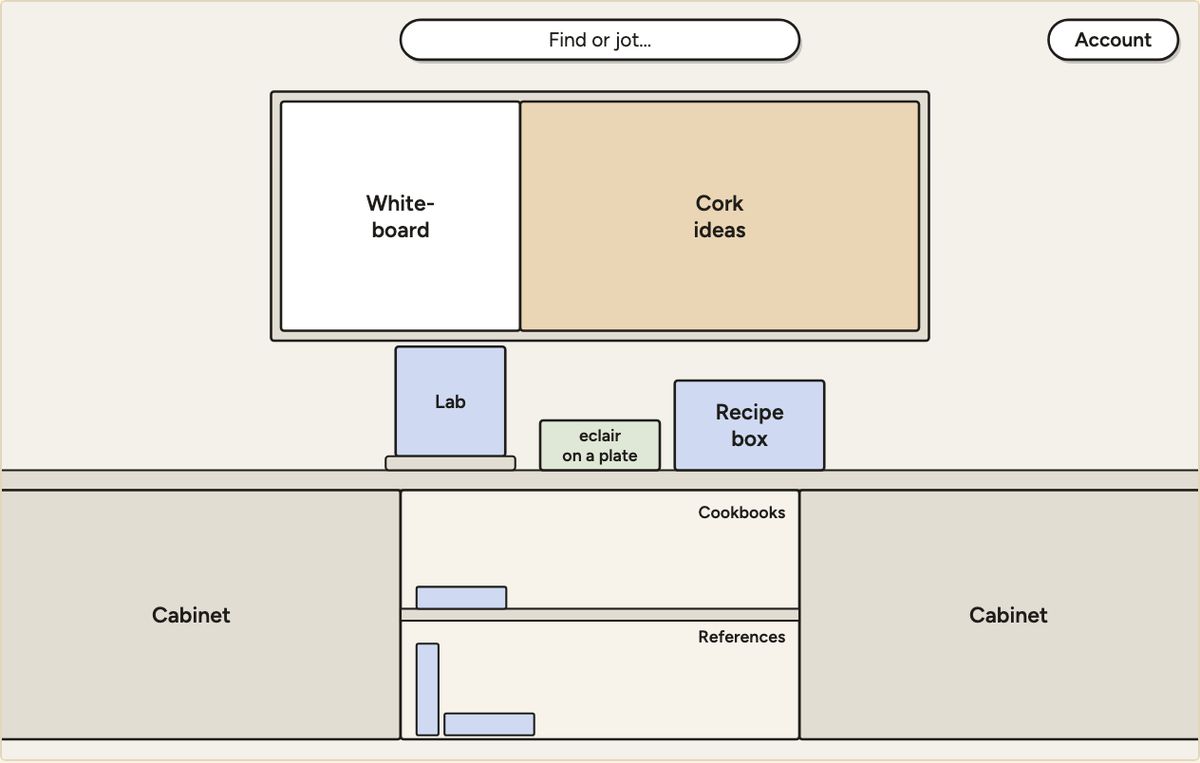 Find or jot...
Account
White-
board
Cork
ideas
Lab
eclair
on a plate
Recipe
box
Cookbooks
Cabinet
References
Cabinet